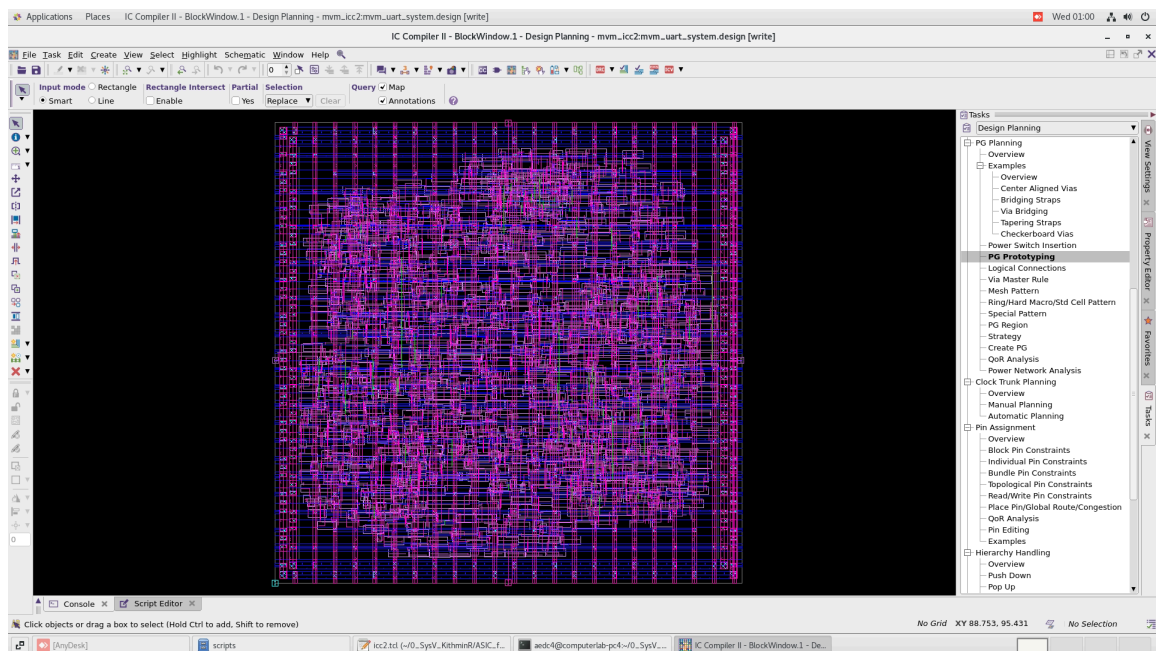 Applications Places IC Compiler II - BlockWindow.1 - Design Planning - mvm_icc2:mvm_uart_system.design [write] Wed 01:00
IC Compiler II - BlockWindow.1 - Design Planning - mvm_icc2:mvm_uart_system.design [write]
File Task Edit Create View Select Highlight Schematic Window Help
0
Input mode Rectangle Rectangle Intersect Partial Selection Query Map
Smart Line Enable Yes Replace Clear Annotations
Tasks
Design Planning
PG Planning
Overview
Examples
Overview
Center Aligned Vias
Bridging Straps
Via Bridging
Tapering Straps
Checkerboard Vias
Power Switch Insertion
PG Prototyping
Logical Connections
Via Master Rule
Mesh Pattern
Ring/Hard Macro/Std Cell Pattern
Special Pattern
PG Region
Strategy
Create PG
QoR Analysis
Power Network Analysis
Clock Trunk Planning
Overview
Manual Planning
Automatic Planning
Pin Assignment
Overview
Block Pin Constraints
Individual Pin Constraints
Bundle Pin Constraints
Topological Pin Constraints
Read/Write Pin Constraints
Place Pin/Global Route/Congestion
QoR Analysis
Pin Editing
Examples
Hierarchy Handling
Overview
Push Down
Pop Up
View Settings
Property Editor
Favorites
Tasks
0
Console Script Editor
Click objects or drag a box to select (Hold Ctrl to add, Shift to remove) No Grid XY 88.753, 95.431 No Selection
[AnyDesk] scripts icc2.tcl (~/0_SysV_KithminR/ASIC_f... aedc4@computerlab-pc4:~/0_SysV_... IC Compiler II - BlockWindow.1 - De...